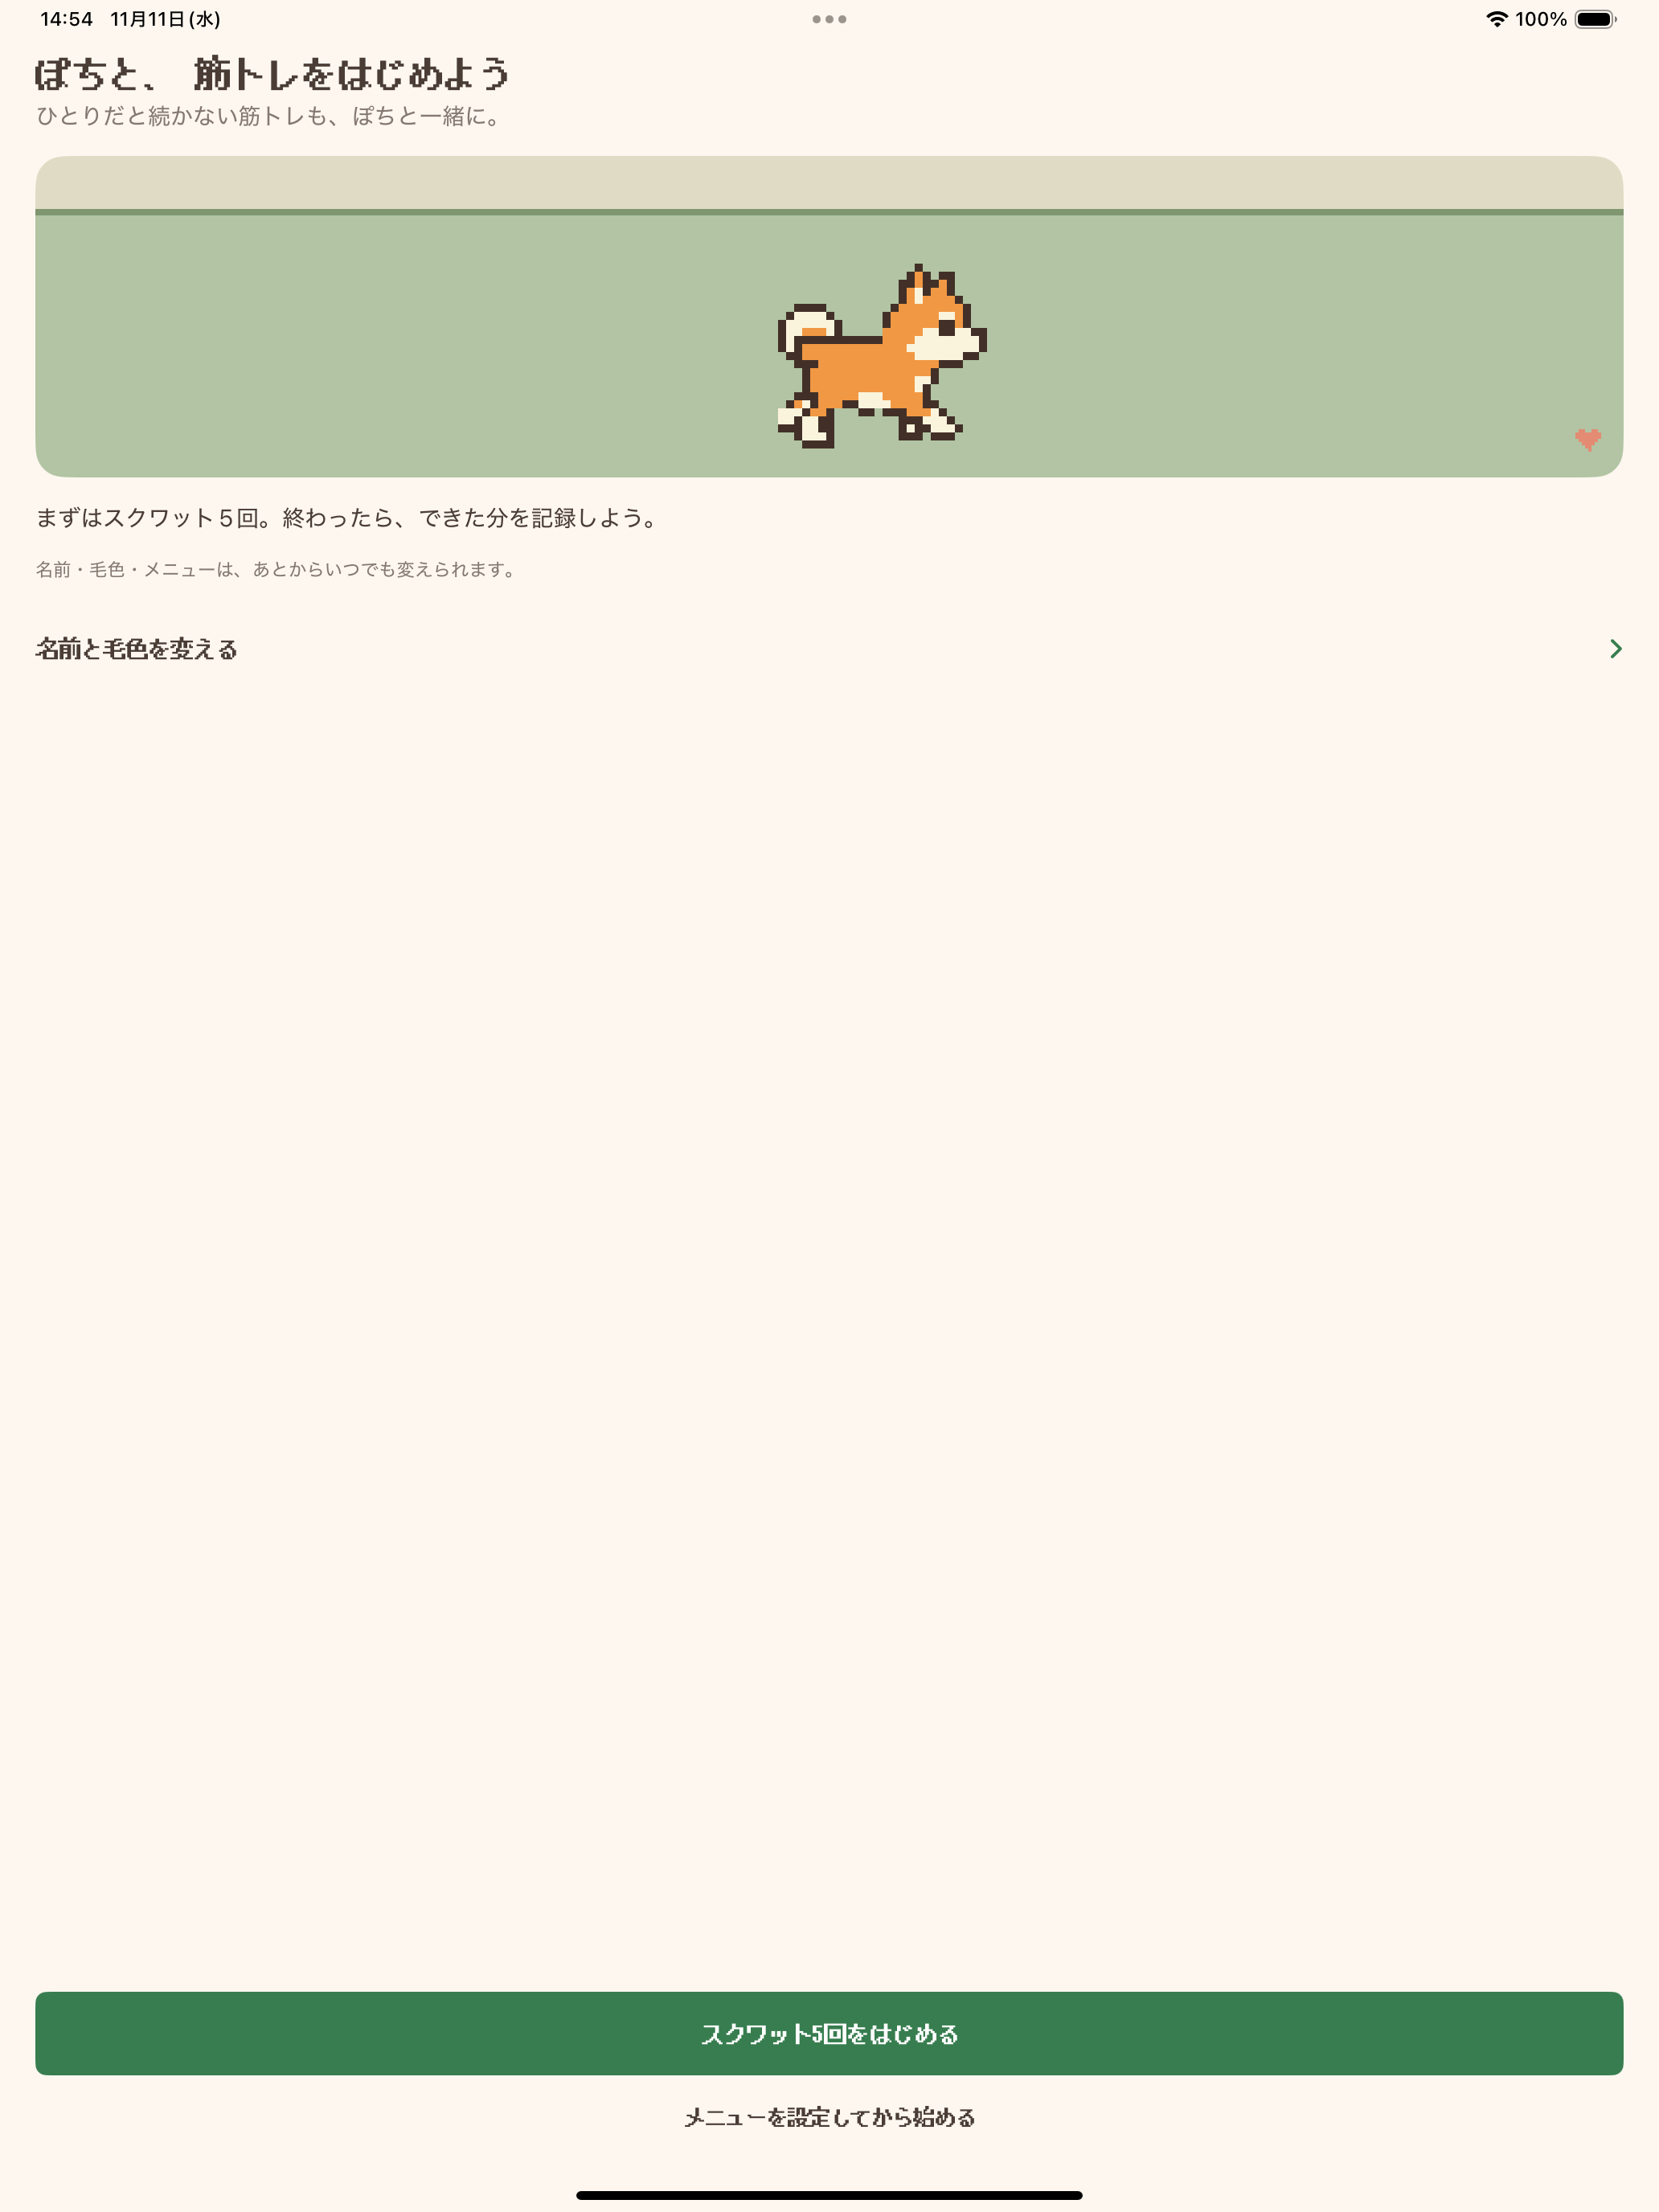 14:54 11月11日(水)
100%
ぽちと、 筋トレをはじめよう
ひとりだと続かない筋トレも、ぽちと一緒に。
まずはスクワット5回。終わったら、できた分を記録しよう。
名前・毛色・メニューは、あとからいつでも変えられます。
名前と毛色を変える
スクワット5回をはじめる
メニューを設定してから始める